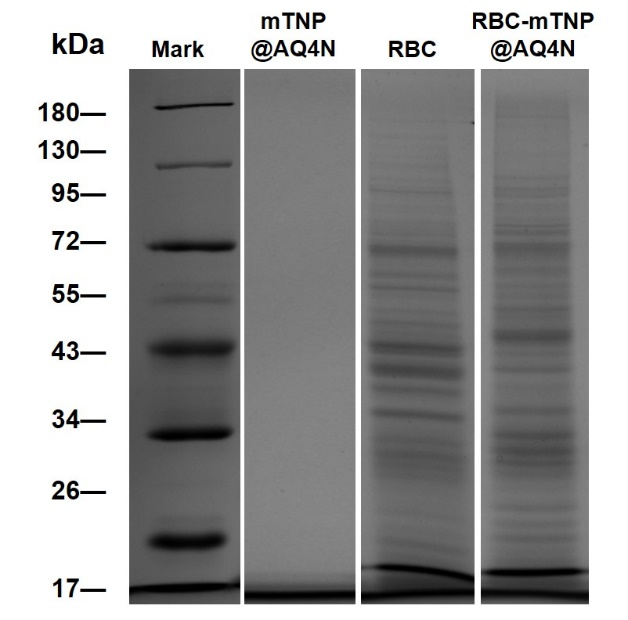 kDa
Mark
mTNP
@AQ4N
RBC
RBC-mTNP
@AQ4N
180
130
95
72
55
43
34
26
17